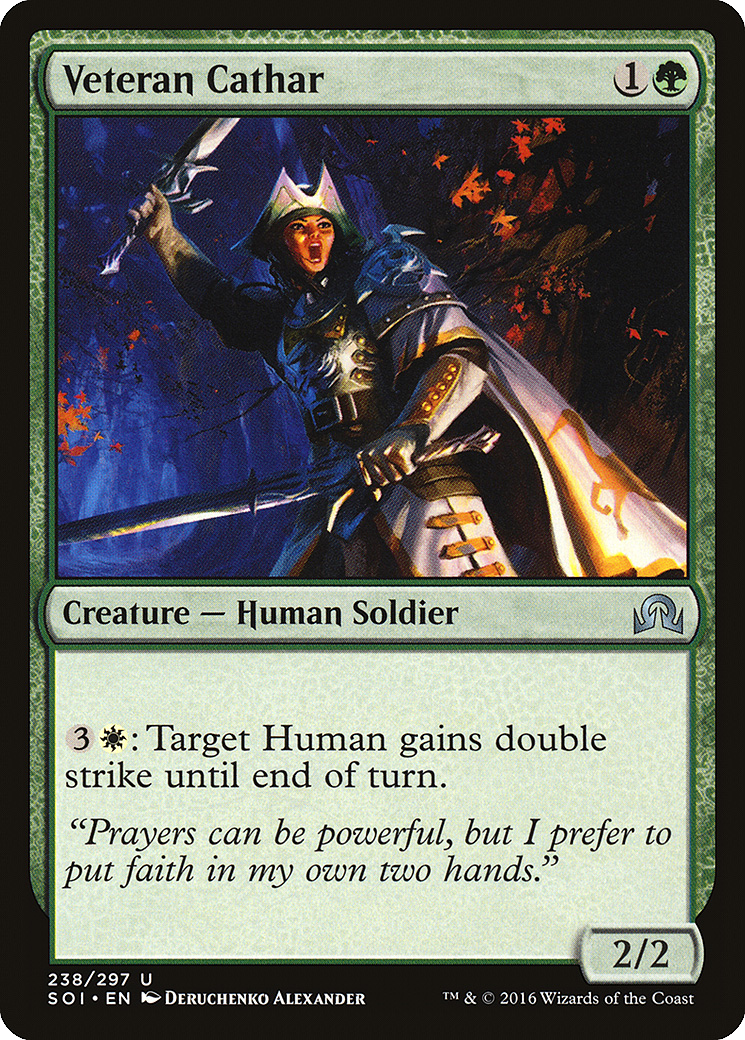 Veteran Cathar 1
Creature — Human Soldier
3 : Target Human gains double
strike until end of turn.
“Prayers can be powerful, but I prefer to
put faith in my own two hands.”
2/2
238/297 U
SOI • EN Deruchenko Alexander
™ & © 2016 Wizards of the Coast